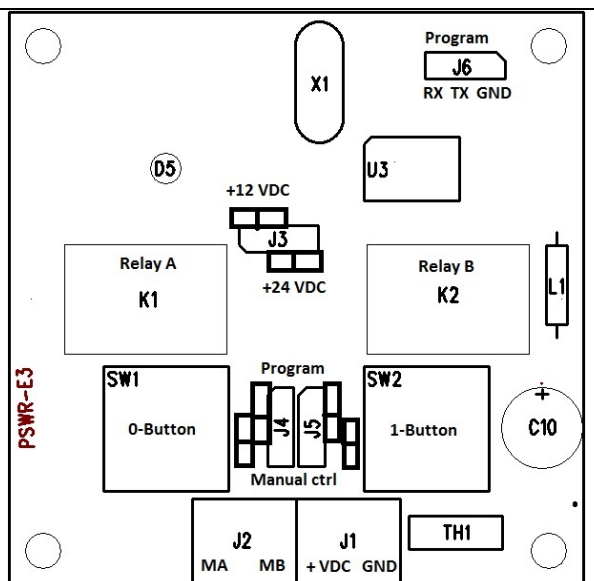 Program
J6
RX TX GND
X1
U3
D5
+12 VDC
J3
+24 VDC
Relay A
K1
Relay B
K2
L1
PSWR-E3
SW1
0-Button
Program
J4
J5
Manual ctrl
SW2
1-Button
+
C10
J2
MA MB
J1
+ VDC GND
TH1